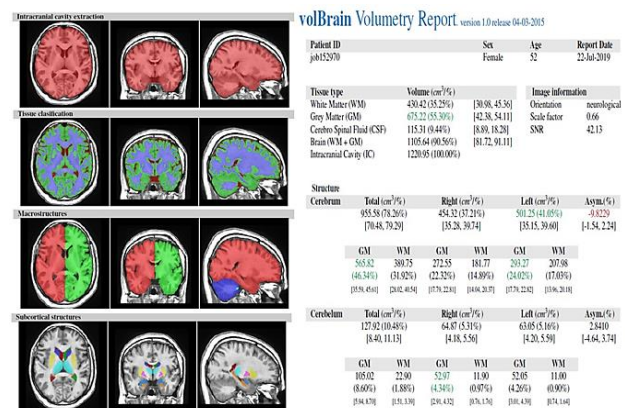 Intracranial cavity extraction
Tissue clasification
Macrostructures
Subcortical structures
volBrain Volumetry Report. version 1.0 release 04-03-2015
Patient ID Sex Age Report Date
job152970 Female 52 22-Jul-2019
Tissue type Volume (cm³/%)
White Matter (WM) 430.42 (35.25%) [30.98, 45.36]
Grey Matter (GM) 675.22 (55.30%) [42.38, 54.11]
Cerebro Spinal Fluid (CSF) 115.31 (9.44%) [8.89, 18.28]
Brain (WM + GM) 1105.64 (90.56%) [81.72, 91.11]
Intracranial Cavity (IC) 1220.95 (100.00%)
Image information
Orientation neurological
Scale factor 0.66
SNR 42.13
Structure
Cerebrum Total (cm³/%) Right (cm³/%) Left (cm³/%) Asym.(%)
955.58 (78.26%) 454.32 (37.21%) 501.25 (41.05%) -9.8229
[70.48, 79.29] [35.28, 39.74] [35.15, 39.60] [-1.54, 2.24]
GM WM GM WM GM WM
565.82 389.75 272.55 181.77 293.27 207.98
(46.34%) (31.92%) (22.32%) (14.89%) (24.02%) (17.03%)
Cerebelum Total (cm³/%) Right (cm³/%) Left (cm³/%) Asym.(%)
127.92 (10.48%) 64.87 (5.31%) 63.05 (5.16%) 2.8410
[8.40, 11.13] [4.18, 5.56] [4.20, 5.59] [-4.64, 3.74]
GM WM GM WM GM WM
105.02 22.90 52.97 11.90 52.05 11.00
(8.60%) (1.88%) (4.34%) (0.97%) (4.26%) (0.90%)